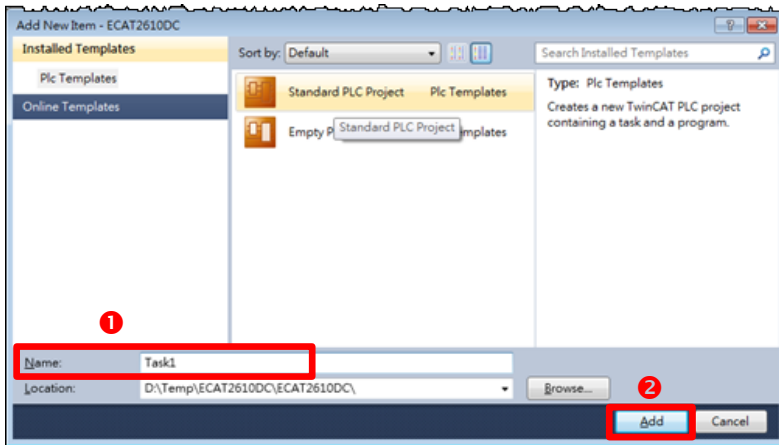 Add New Item - ECAT2610DC
Installed Templates
Plc Templates
Online Templates
Sort by: Default
Search Installed Templates
Standard PLC Project Plc Templates
Empty P Standard PLC Project mplates
Type: Plc Templates
Creates a new TwinCAT PLC project
containing a task and a program.
1
Name: Task1
Location: D:\Temp\ECAT2610DC\ECAT2610DC\
Browse...
2
Add
Cancel